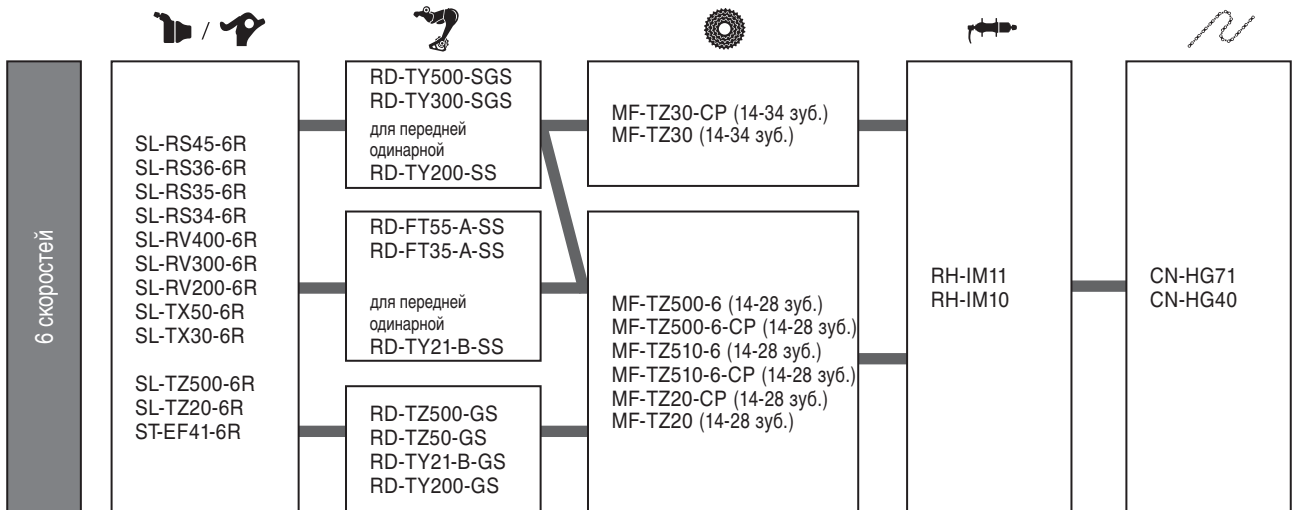 /
6 скоростей
SL-RS45-6R
SL-RS36-6R
SL-RS35-6R
SL-RS34-6R
SL-RV400-6R
SL-RV300-6R
SL-RV200-6R
SL-TX50-6R
SL-TX30-6R
SL-TZ500-6R
SL-TZ20-6R
ST-EF41-6R
RD-TY500-SGS
RD-TY300-SGS
для передней
одинарной
RD-TY200-SS
RD-FT55-A-SS
RD-FT35-A-SS
для передней
одинарной
RD-TY21-B-SS
RD-TZ500-GS
RD-TZ50-GS
RD-TY21-B-GS
RD-TY200-GS
MF-TZ30-CP (14-34 зуб.)
MF-TZ30 (14-34 зуб.)
MF-TZ500-6 (14-28 зуб.)
MF-TZ500-6-CP (14-28 зуб.)
MF-TZ510-6 (14-28 зуб.)
MF-TZ510-6-CP (14-28 зуб.)
MF-TZ20-CP (14-28 зуб.)
MF-TZ20 (14-28 зуб.)
RH-IM11
RH-IM10
CN-HG71
CN-HG40